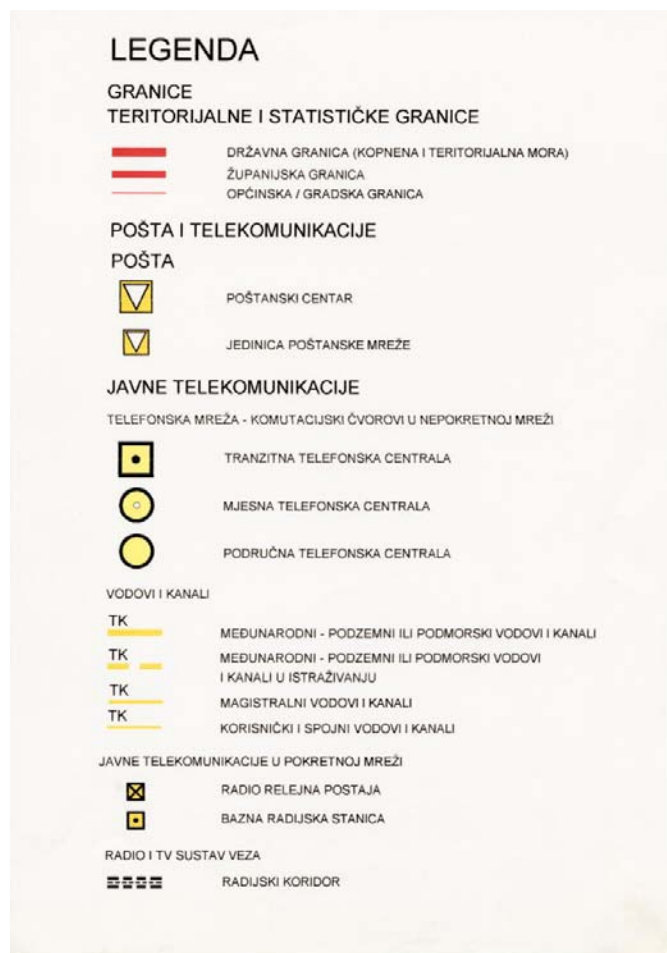 LEGENDA
GRANICE
TERITORIJALNE I STATISTIČKE GRANICE
DRŽAVNA GRANICA (KOPNENA I TERITORIJALNA MORA)
ŽUPANIJSKA GRANICA
OPĆINSKA / GRADSKA GRANICA
POŠTA I TELEKOMUNIKACIJE
POŠTA
POŠTANSKI CENTAR
JEDINICA POŠTANSKE MREŽE
JAVNE TELEKOMUNIKACIJE
TELEFONSKA MREŽA - KOMUTACIJSKI ČVOROVI U NEPOKRETNOJ MREŽI
TRANZITNA TELEFONSKA CENTRALA
MJESNA TELEFONSKA CENTRALA
PODRUČNA TELEFONSKA CENTRALA
VODOVI I KANALI
TK
MEĐUNARODNI - PODZEMNI ILI PODMORSKI VODOVI I KANALI
TK
MEĐUNARODNI - PODZEMNI ILI PODMORSKI VODOVI
I KANALI U ISTRAŽIVANJU
TK
MAGISTRALNI VODOVI I KANALI
TK
KORISNIČKI I SPOJNI VODOVI I KANALI
JAVNE TELEKOMUNIKACIJE U POKRETNOJ MREŽI
RADIO RELEJNA POSTAJA
BAZNA RADIJSKA STANICA
RADIO I TV SUSTAV VEZA
RADIJSKI KORIDOR